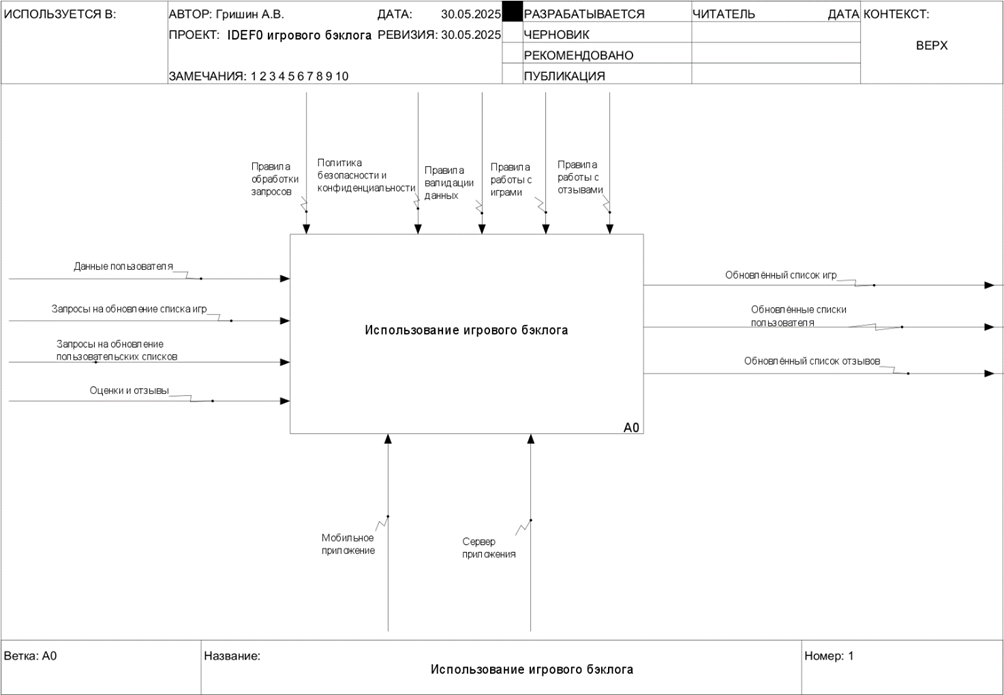 ИСПОЛЬЗУЕТСЯ В:
АВТОР: Гришин А.В.
ДАТА: 30.05.2025
ПРОЕКТ: IDEF0 игрового бэклога
РЕВИЗИЯ: 30.05.2025
ЗАМЕЧАНИЯ: 1 2 3 4 5 6 7 8 9 10
РАЗРАБАТЫВАЕТСЯ
ЧЕРНОВИК
РЕКОМЕНДОВАНО
ПУБЛИКАЦИЯ
ЧИТАТЕЛЬ
ДАТА
КОНТЕКСТ:
ВЕРХ
Правила
обработки
запросов
Политика
безопасности и
конфиденциальности
Правила
валидации
данных
Правила
работы с
играми
Правила
работы с
отзывами
Данные пользователя
Запросы на обновление списка игр
Запросы на обновление
пользовательских списков
Оценки и отзывы
Использование игрового бэклога
A0
Обновлённый список игр
Обновлённые списки
пользователя
Обновлённый список отзывов
Мобильное
приложение
Сервер
приложения
Ветка: A0
Название:
Использование игрового бэклога
Номер: 1